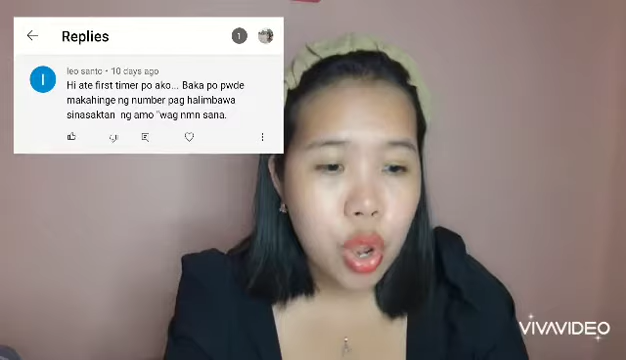 Replies
1
I
leo santo • 10 days ago
Hi ate first timer po ako... Baka po pwde
makahinge ng number pag halimbawa
sinasaktan ng amo "wag nmn sana.
VIVAVIDEO